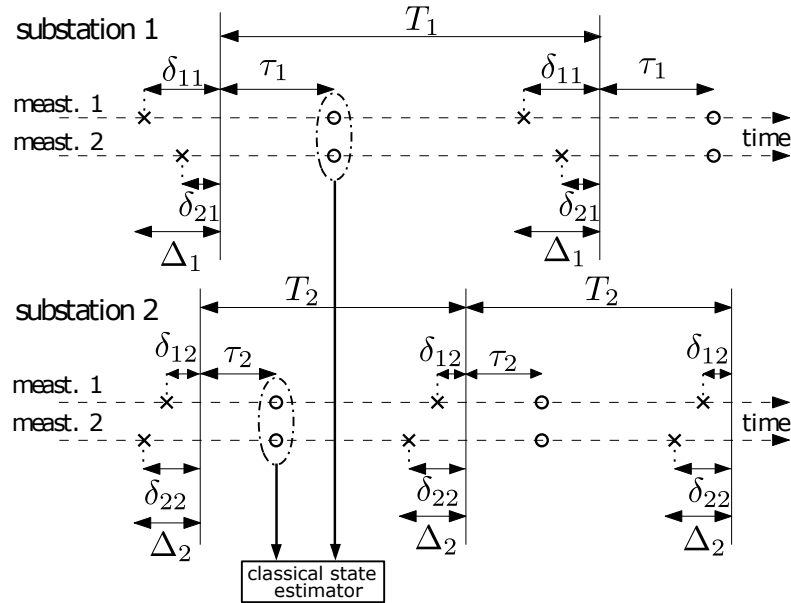 substation 1
T₁
δ₁₁ τ₁ δ₁₁ τ₁
meast. 1
meast. 2
time
δ₂₁ δ₂₁
Δ₁ Δ₁
substation 2
T₂ T₂
δ₁₂ τ₂ δ₁₂ τ₂ δ₁₂
meast. 1
meast. 2
time
δ₂₂ δ₂₂ δ₂₂
Δ₂ Δ₂ Δ₂
classical state
estimator